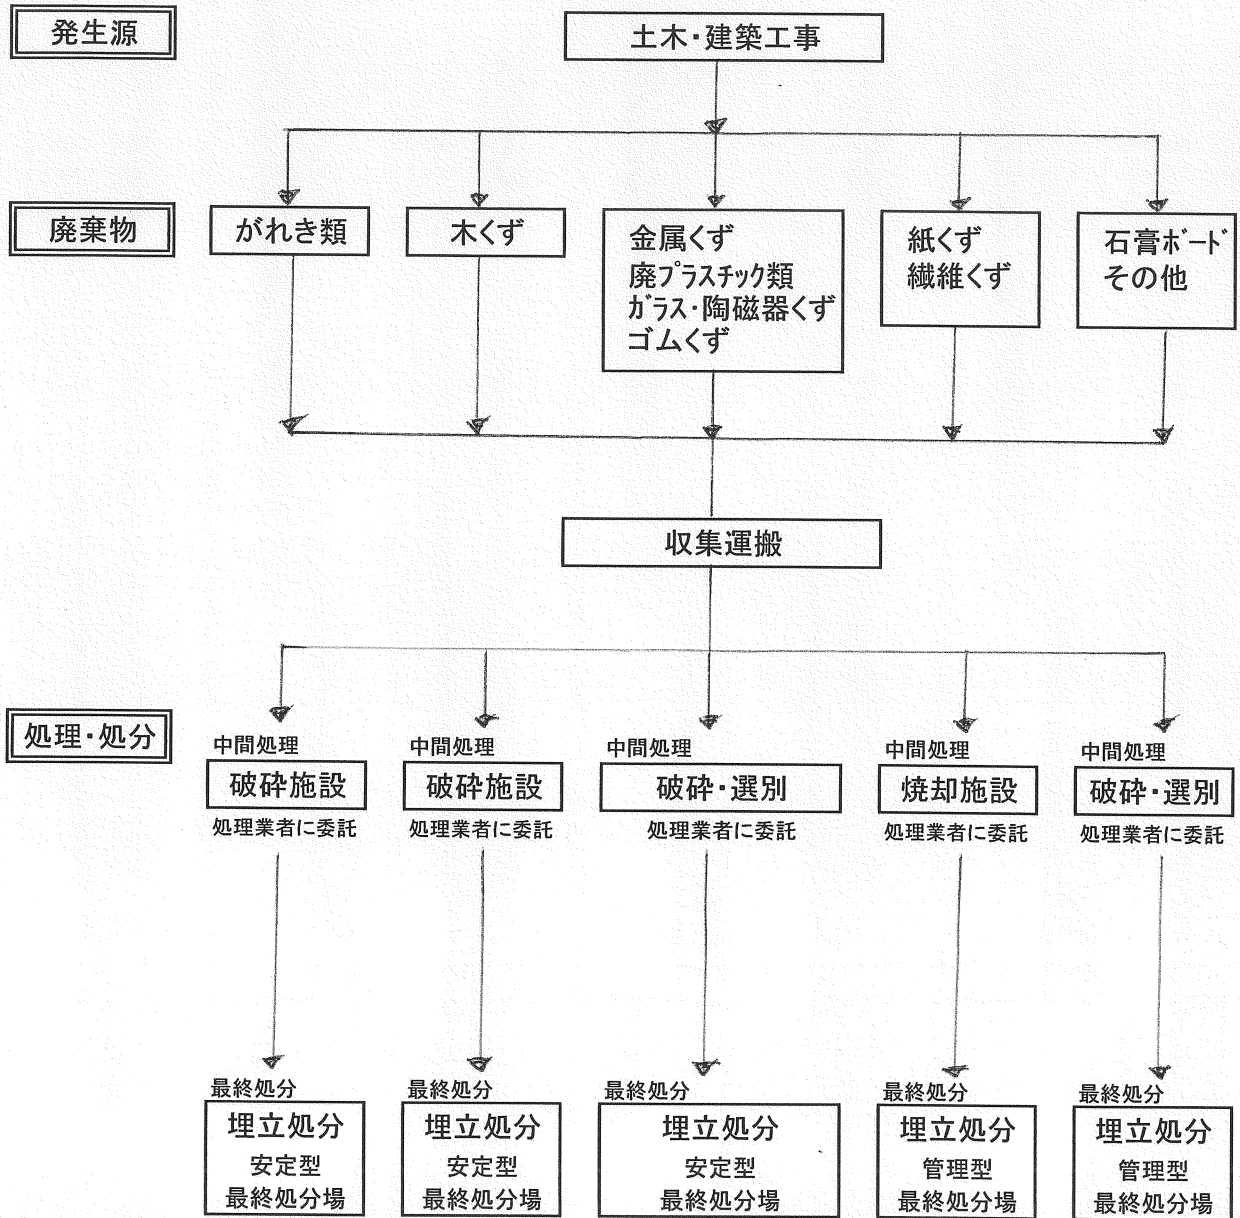 発生源
土木・建築工事
廃棄物
がれき類
木くず
金属くず
廃プラスチック類
ガラス・陶磁器くず
ゴムくず
紙くず
繊維くず
石膏ボード
その他
収集運搬
処理・処分
中間処理
破砕施設
処理業者に委託
中間処理
破砕施設
処理業者に委託
中間処理
破砕・選別
処理業者に委託
中間処理
焼却施設
処理業者に委託
中間処理
破砕・選別
処理業者に委託
最終処分
埋立処分
安定型
最終処分場
最終処分
埋立処分
安定型
最終処分場
最終処分
埋立処分
安定型
最終処分場
最終処分
埋立処分
管理型
最終処分場
最終処分
埋立処分
管理型
最終処分場